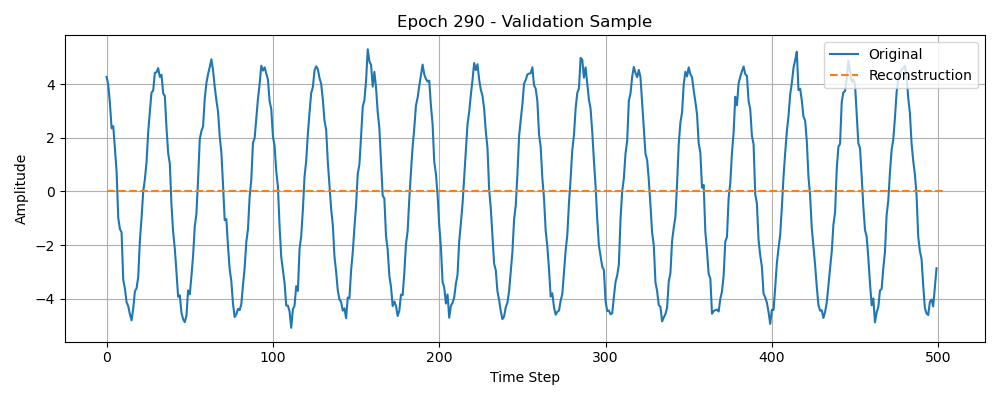 Epoch 290 - Validation Sample
Original
Reconstruction
Amplitude
4
2
0
−2
−4
0 100 200 300 400 500
Time Step